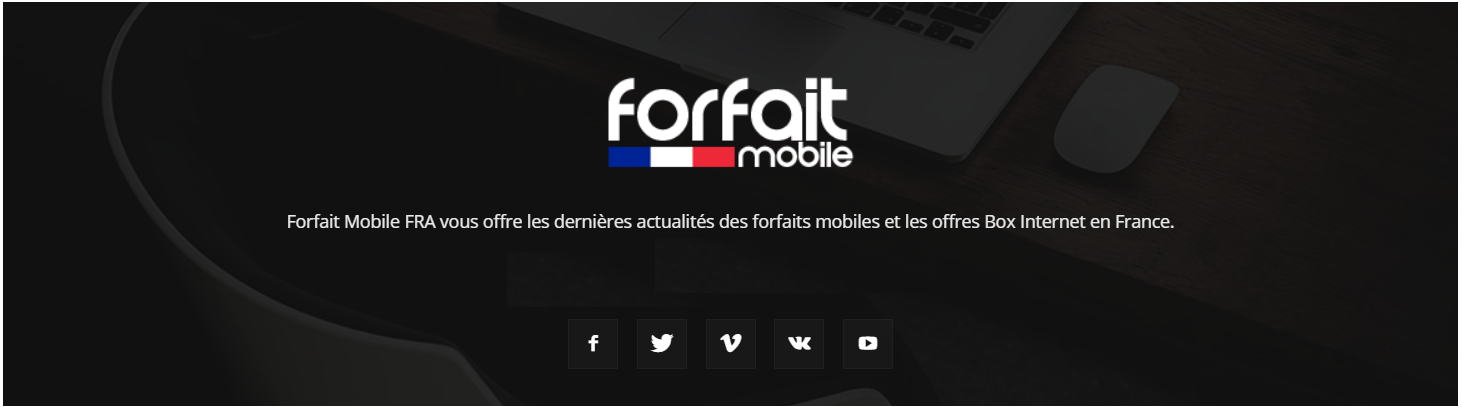 forfait
mobile
Forfait Mobile FRA vous offre les dernières actualités des forfaits mobiles et les offres Box Internet en France.